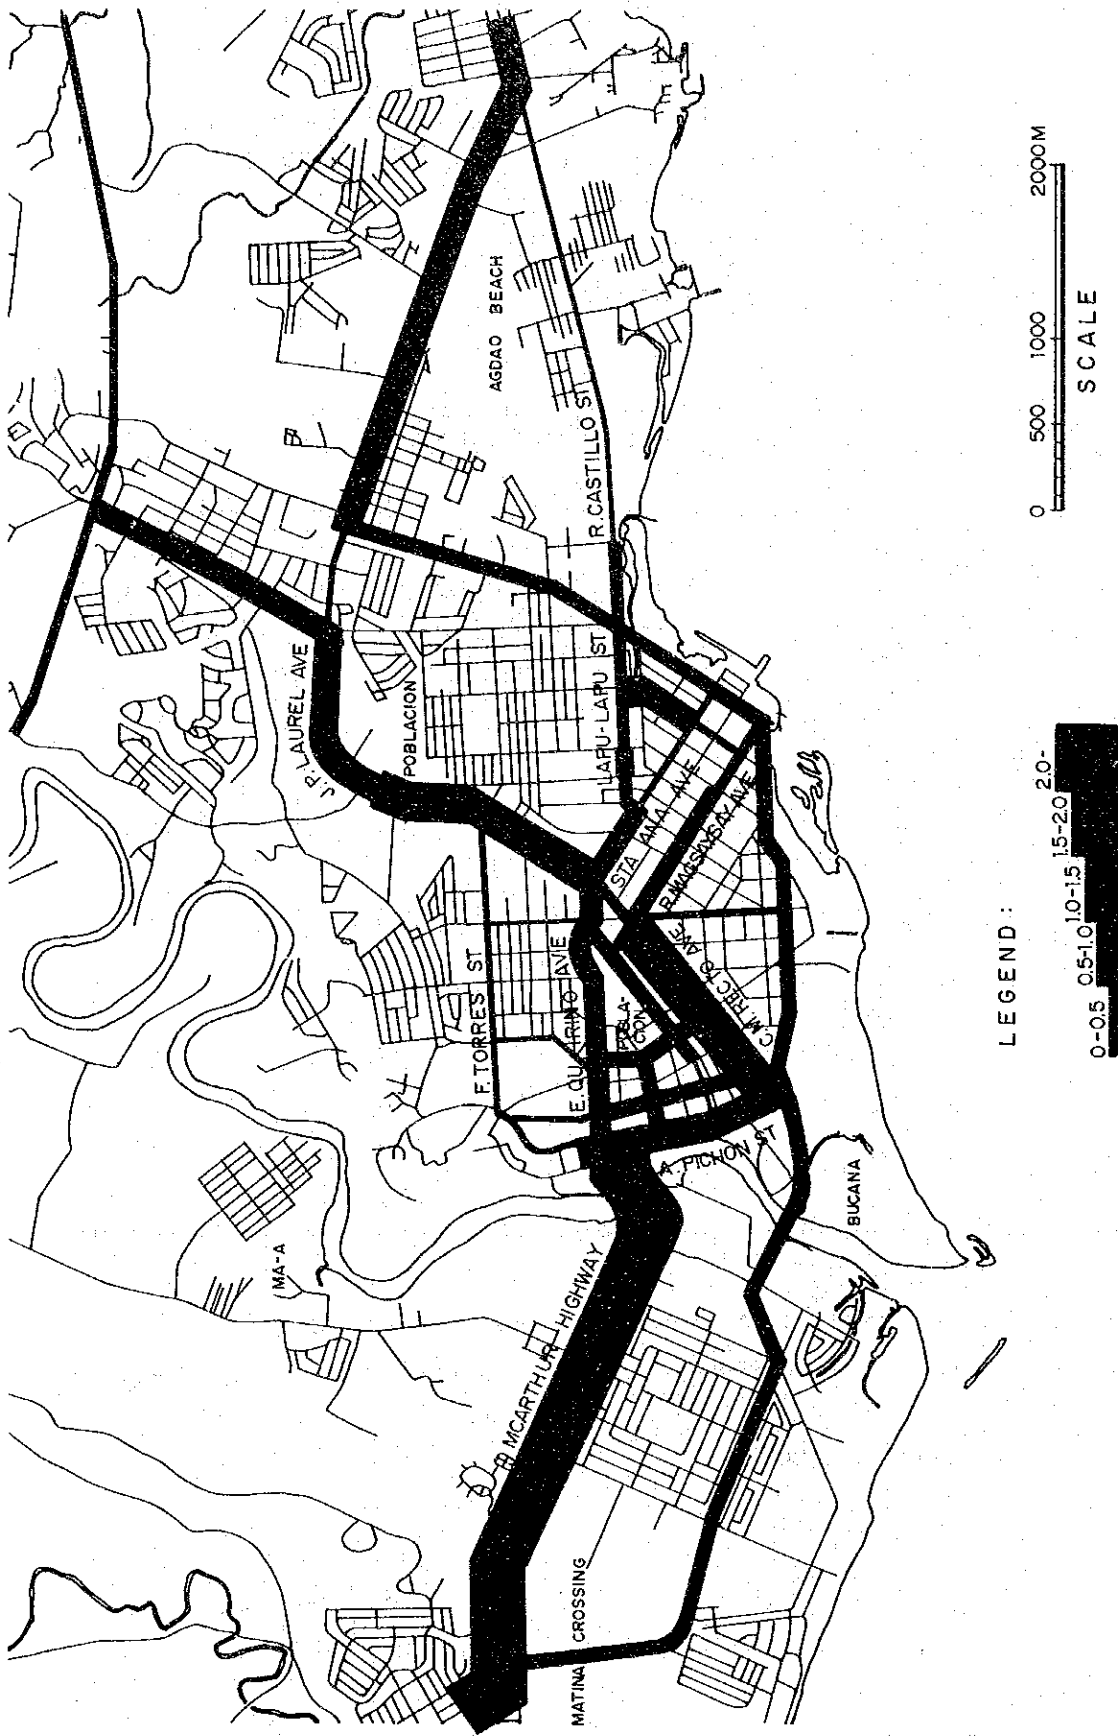 J.P. LAUREL AVE
POBLACION
AGDAO BEACH
R. CASTILLO ST
LAPU-LAPU ST
STA ANA AVE
R. MAGSAYSAY AVE
F. TORRES ST
E. QUIRINO AVE
POBLA-
CION
C.M. RECTO AVE
A. PICHON ST
BUCANA
MA-A
MCARTHUR HIGHWAY
MATINA CROSSING
0 500 1000 2000M
SCALE
LEGEND:
0-0.5 0.5-1.0 1.0-1.5 1.5-2.0 2.0-